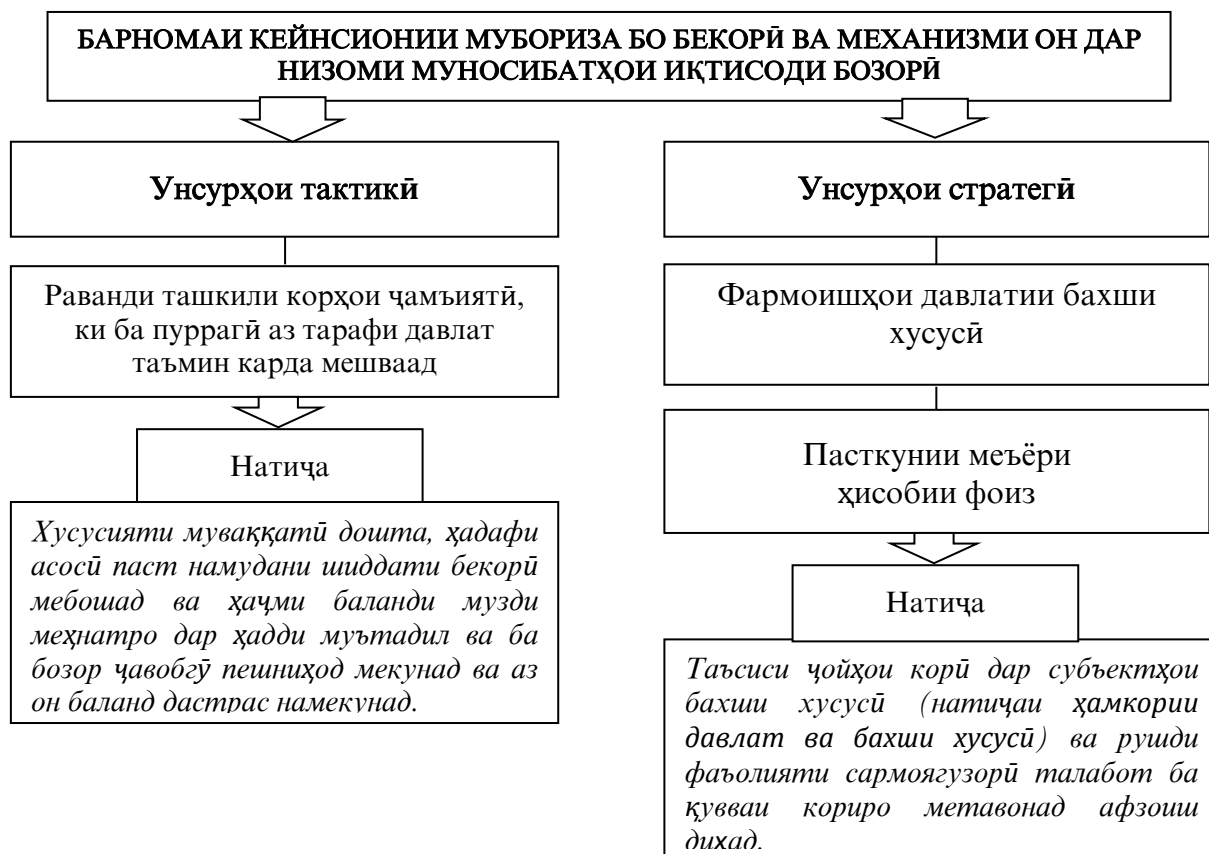 БАРНОМАИ КЕЙНСИОНИИ МУБОРИЗА БО БЕКОРӢ ВА МЕХАНИЗМИ ОН ДАР
НИЗОМИ МУНОСИБАТҲОИ ИҚТИСОДИ БОЗОРӢ
Унсурҳои тактикӣ
Раванди ташкили корҳои ҷамъиятӣ,
ки ба пуррагӣ аз тарафи давлат
таъмин карда мешваад
Натиҷа
Хусусияти муваққатӣ дошта, ҳадафи
асосӣ паст намудани шиддати бекорӣ
мебошад ва ҳаҷми баланди музди
меҳнатро дар ҳадди муътадил ва ба
бозор ҷавобгӯ пешниҳод мекунад ва аз
он баланд дастрас намекунад.
Унсурҳои стратегӣ
Фармоишҳои давлатии бахши
хусусӣ
Пасткунии меъёри
ҳисобии фоиз
Натиҷа
Таъсиси ҷойҳои корӣ дар субъектҳои
бахши хусусӣ (натиҷаи ҳамкории
давлат ва бахши хусусӣ) ва рушди
фаъолияти сармоягузорӣ талабот ба
қувваи кориро метавонад афзоиш
диҳад.